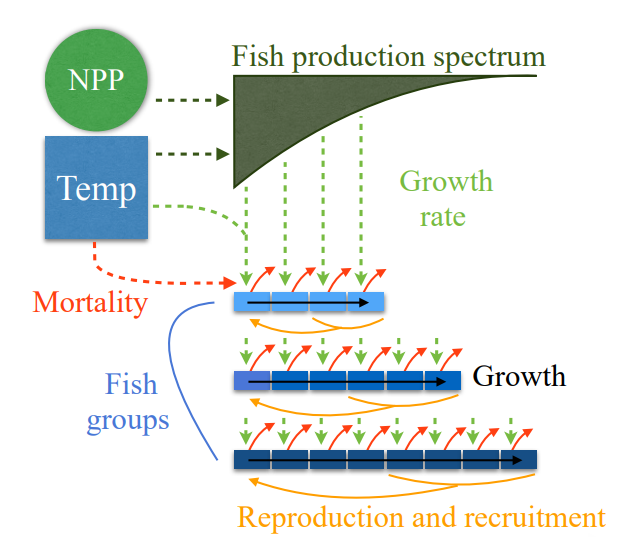 Fish production spectrum
NPP
Temp
Growth
rate
Mortality
Fish
groups
Growth
Reproduction and recruitment